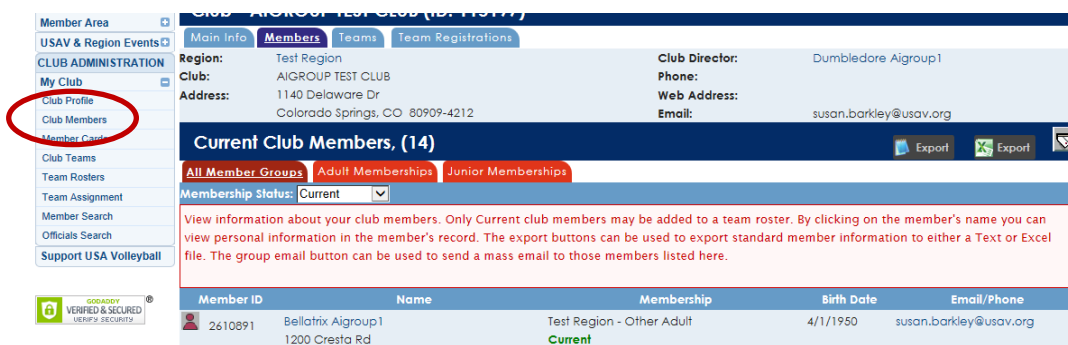 Member Area
USAV & Region Events
CLUB ADMINISTRATION
My Club
Club Profile
Club Members
Member Cards
Club Teams
Team Rosters
Team Assignment
Member Search
Officials Search
Support USA Volleyball
GODADDY
VERIFIED & SECURED
VERIFY SECURITY
®
Club - AIGROUP TEST CLUB (ID: 115177)
Main Info Members Teams Team Registrations
Region: Test Region Club Director: Dumbledore Aigroup1
Club: AIGROUP TEST CLUB Phone:
Address: 1140 Delaware Dr Web Address:
Colorado Springs, CO 80909-4212 Email: susan.barkley@usav.org
Current Club Members, (14) Export Export
All Member Groups Adult Memberships Junior Memberships
Membership Status: Current
View information about your club members. Only Current club members may be added to a team roster. By clicking on the member's name you can
view personal information in the member's record. The export buttons can be used to export standard member information to either a Text or Excel
file. The group email button can be used to send a mass email to those members listed here.
Member ID Name Membership Birth Date Email/Phone
2610891 Bellatrix Aigroup1 Test Region - Other Adult 4/1/1950 susan.barkley@usav.org
1200 Cresta Rd Current